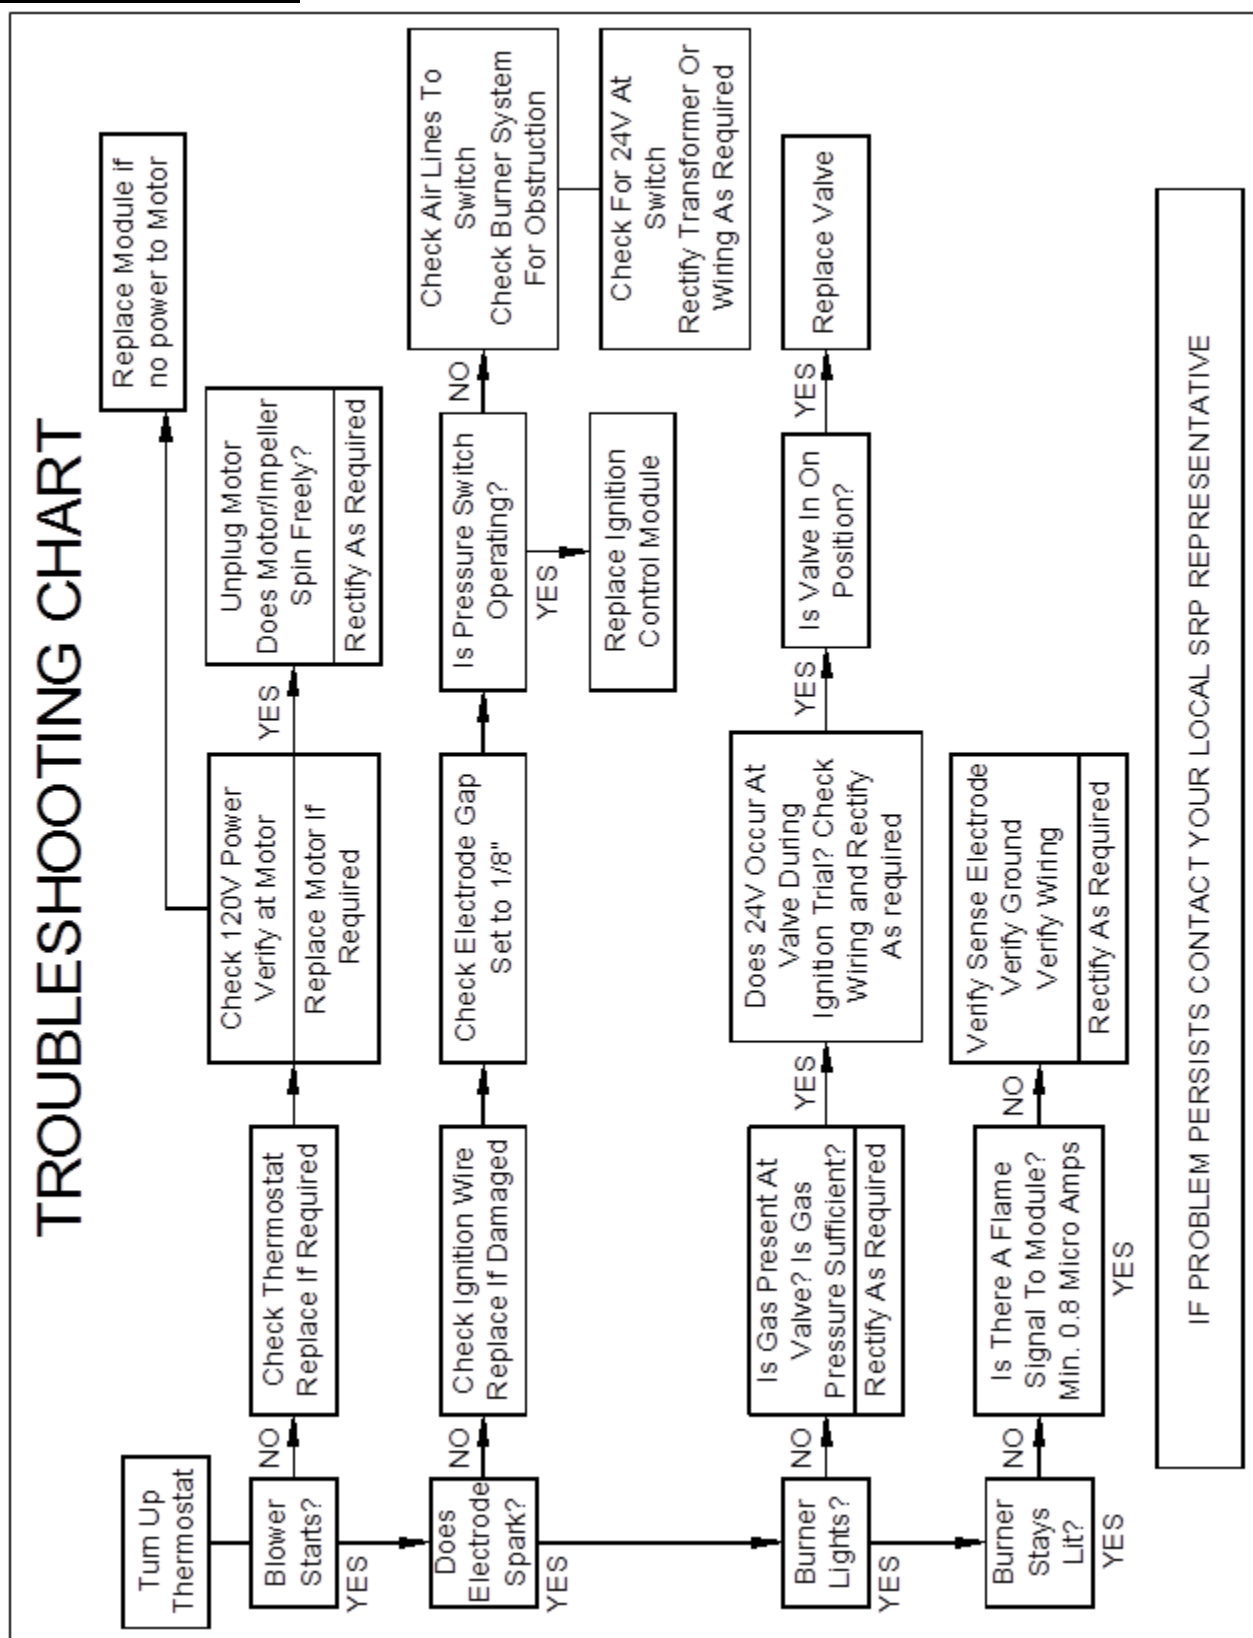 TROUBLESHOOTING CHART
Turn Up
Thermostat
Blower
Starts?
NO
YES
Check Thermostat
Replace If Required
Check 120V Power
Verify at Motor
Replace Motor If
Required
YES
Unplug Motor
Does Motor/Impeller
Spin Freely?
Rectify As Required
Replace Module if
no power to Motor
Does
Electrode
Spark?
NO
YES
Check Ignition Wire
Replace If Damaged
Check Electrode Gap
Set to 1/8"
Is Pressure Switch
Operating?
NO
YES
Check Air Lines To
Switch
Check Burner System
For Obstruction
Check For 24V At
Switch
Rectify Transformer Or
Wiring As Required
Replace Ignition
Control Module
Burner
Lights?
NO
YES
Is Gas Present At
Valve? Is Gas
Pressure Sufficient?
Rectify As Required
YES
Does 24V Occur At
Valve During
Ignition Trial? Check
Wiring and Rectify
As required
YES
Is Valve In On
Position?
YES
Replace Valve
Burner
Stays
Lit?
NO
YES
Is There A Flame
Signal To Module?
Min. 0.8 Micro Amps
NO
YES
Verify Sense Electrode
Verify Ground
Verify Wiring
Rectify As Required
IF PROBLEM PERSISTS CONTACT YOUR LOCAL SRP REPRESENTATIVE